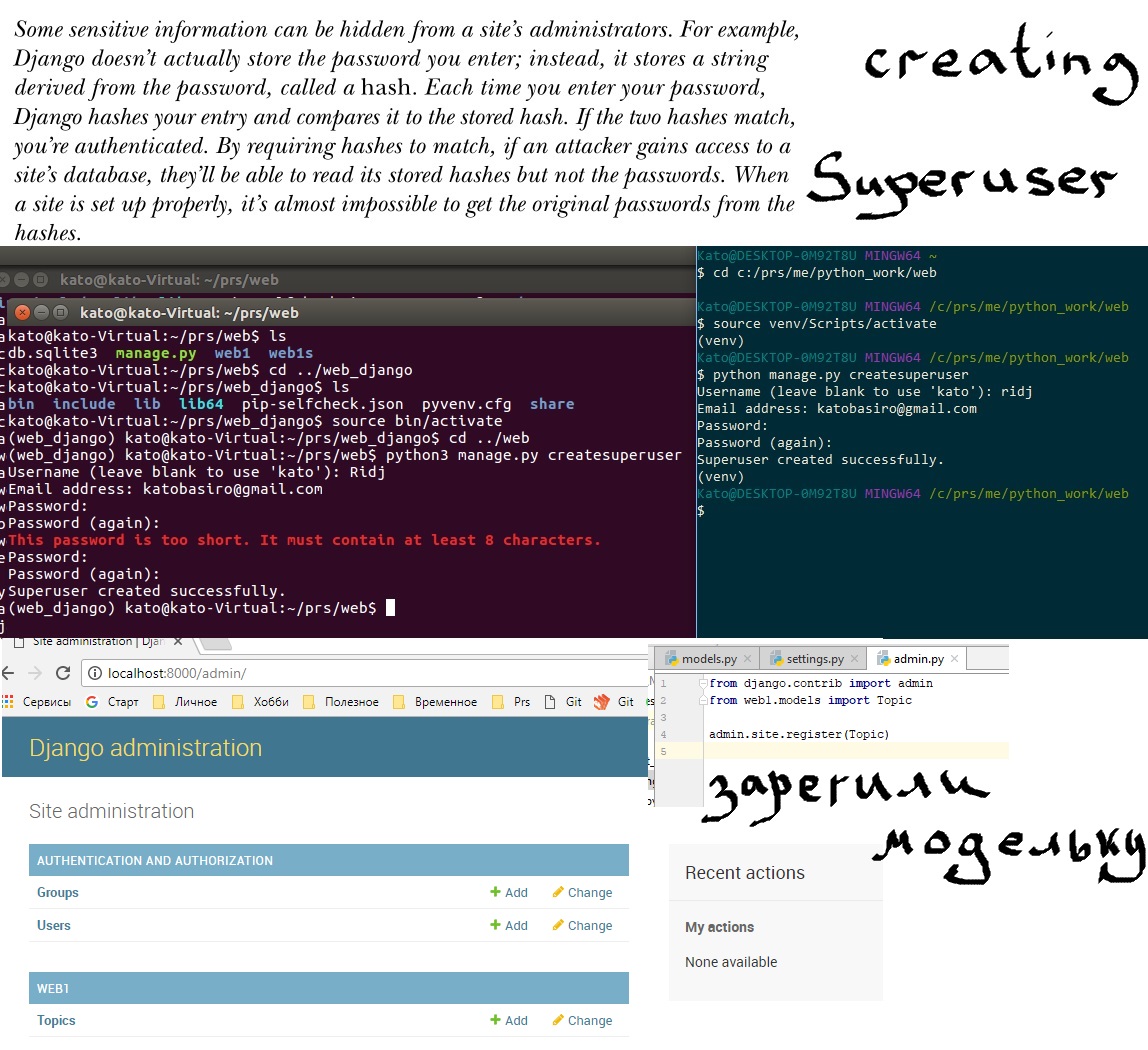 Some sensitive information can be hidden from a site's administrators. For example,
Django doesn't actually store the password you enter; instead, it stores a string
derived from the password, called a hash. Each time you enter your password,
Django hashes your entry and compares it to the stored hash. If the two hashes match,
you're authenticated. By requiring hashes to match, if an attacker gains access to a
site's database, they'll be able to read its stored hashes but not the passwords. When
a site is set up properly, it's almost impossible to get the original passwords from the
hashes.
creating
Superuser
kato@kato-Virtual: ~/prs/web
kato@kato-Virtual: ~/prs/web
kato@kato-Virtual:~/prs/web$ ls
db.sqlite3 manage.py web1 web1s
kato@kato-Virtual:~/prs/web$ cd ../web_django
kato@kato-Virtual:~/prs/web_django$ ls
bin include lib lib64 pip-selfcheck.json pyvenv.cfg share
kato@kato-Virtual:~/prs/web_django$ source bin/activate
(web_django) kato@kato-Virtual:~/prs/web_django$ cd ../web
(web_django) kato@kato-Virtual:~/prs/web$ python3 manage.py createsuperuser
Username (leave blank to use 'kato'): Ridj
Email address: katobasiro@gmail.com
Password:
Password (again):
This password is too short. It must contain at least 8 characters.
Password:
Password (again):
Superuser created successfully.
(web_django) kato@kato-Virtual:~/prs/web$
Kato@DESKTOP-0M92T8U MINGW64 ~
$ cd c:/prs/me/python_work/web
Kato@DESKTOP-0M92T8U MINGW64 /c/prs/me/python_work/web
$ source venv/Scripts/activate
(venv)
Kato@DESKTOP-0M92T8U MINGW64 /c/prs/me/python_work/web
$ python manage.py createsuperuser
Username (leave blank to use 'kato'): ridj
Email address: katobasiro@gmail.com
Password:
Password (again):
Superuser created successfully.
(venv)
Kato@DESKTOP-0M92T8U MINGW64 /c/prs/me/python_work/web
$
Site administration | Djan
localhost:8000/admin/
Сервисы Старт Личное Хобби Полезное Временное Prs Git Git
Django administration
Site administration
AUTHENTICATION AND AUTHORIZATION
Groups Add Change
Users Add Change
WEB1
Topics Add Change
models.py settings.py admin.py
1 from django.contrib import admin
2 from web1.models import Topic
3
4 admin.site.register(Topic)
5
зарегили
модельку
Recent actions
My actions
None available